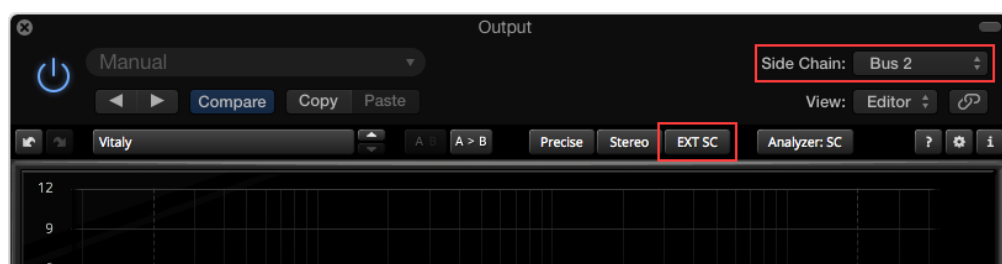 Output
Manual
Side Chain: Bus 2
Compare Copy Paste
View: Editor
Vitaly A B A > B Precise Stereo EXT SC Analyzer: SC ? i
12
9